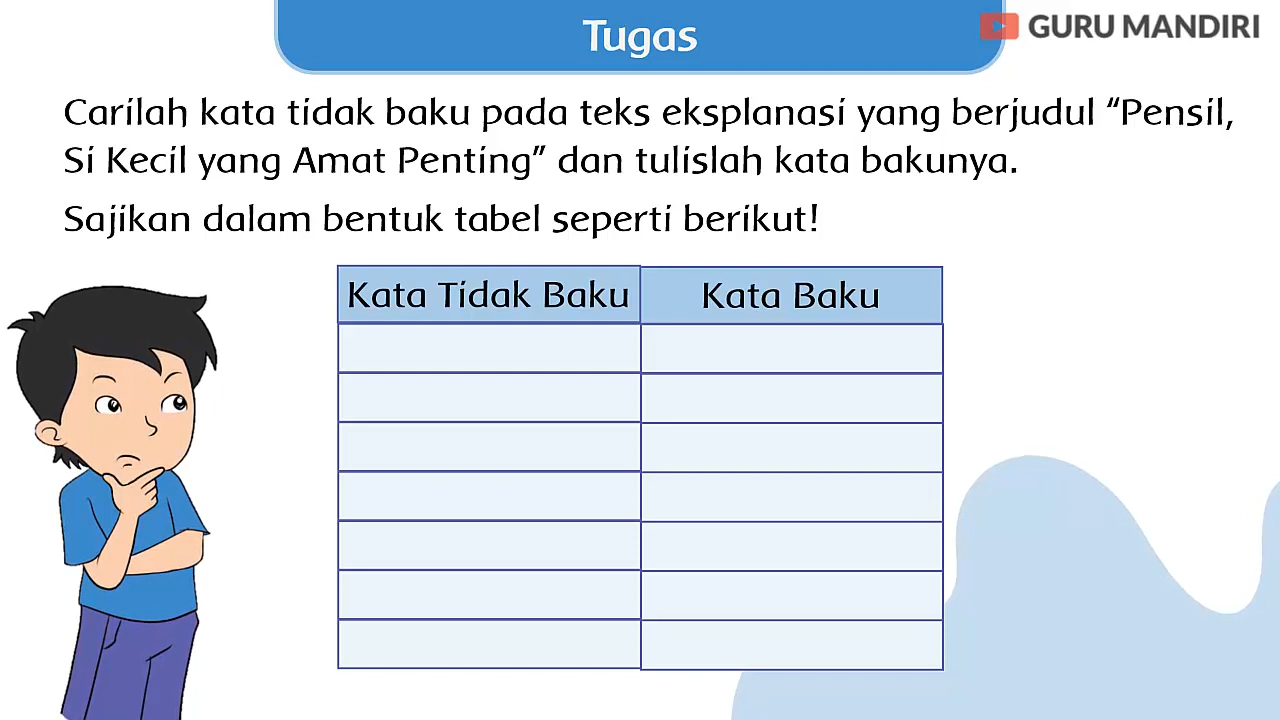 Tugas
GURU MANDIRI
Carilah kata tidak baku pada teks eksplanasi yang berjudul “Pensil,
Si Kecil yang Amat Penting” dan tulislah kata bakunya.
Sajikan dalam bentuk tabel seperti berikut!
Kata Tidak Baku
Kata Baku